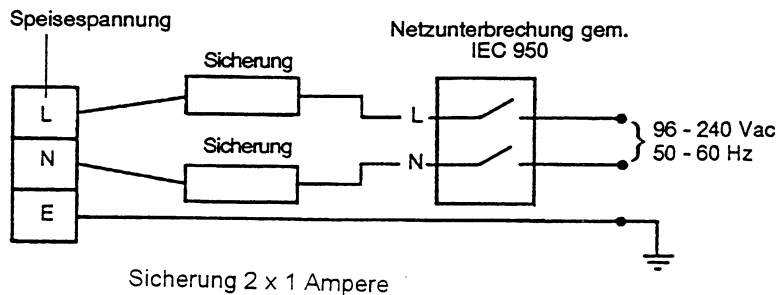 Speisespannung
Netzunterbrechung gem.
IEC 950
Sicherung
L
L
96 - 240 Vac
50 - 60 Hz
Sicherung
N
N
E
Sicherung 2 x 1 Ampere